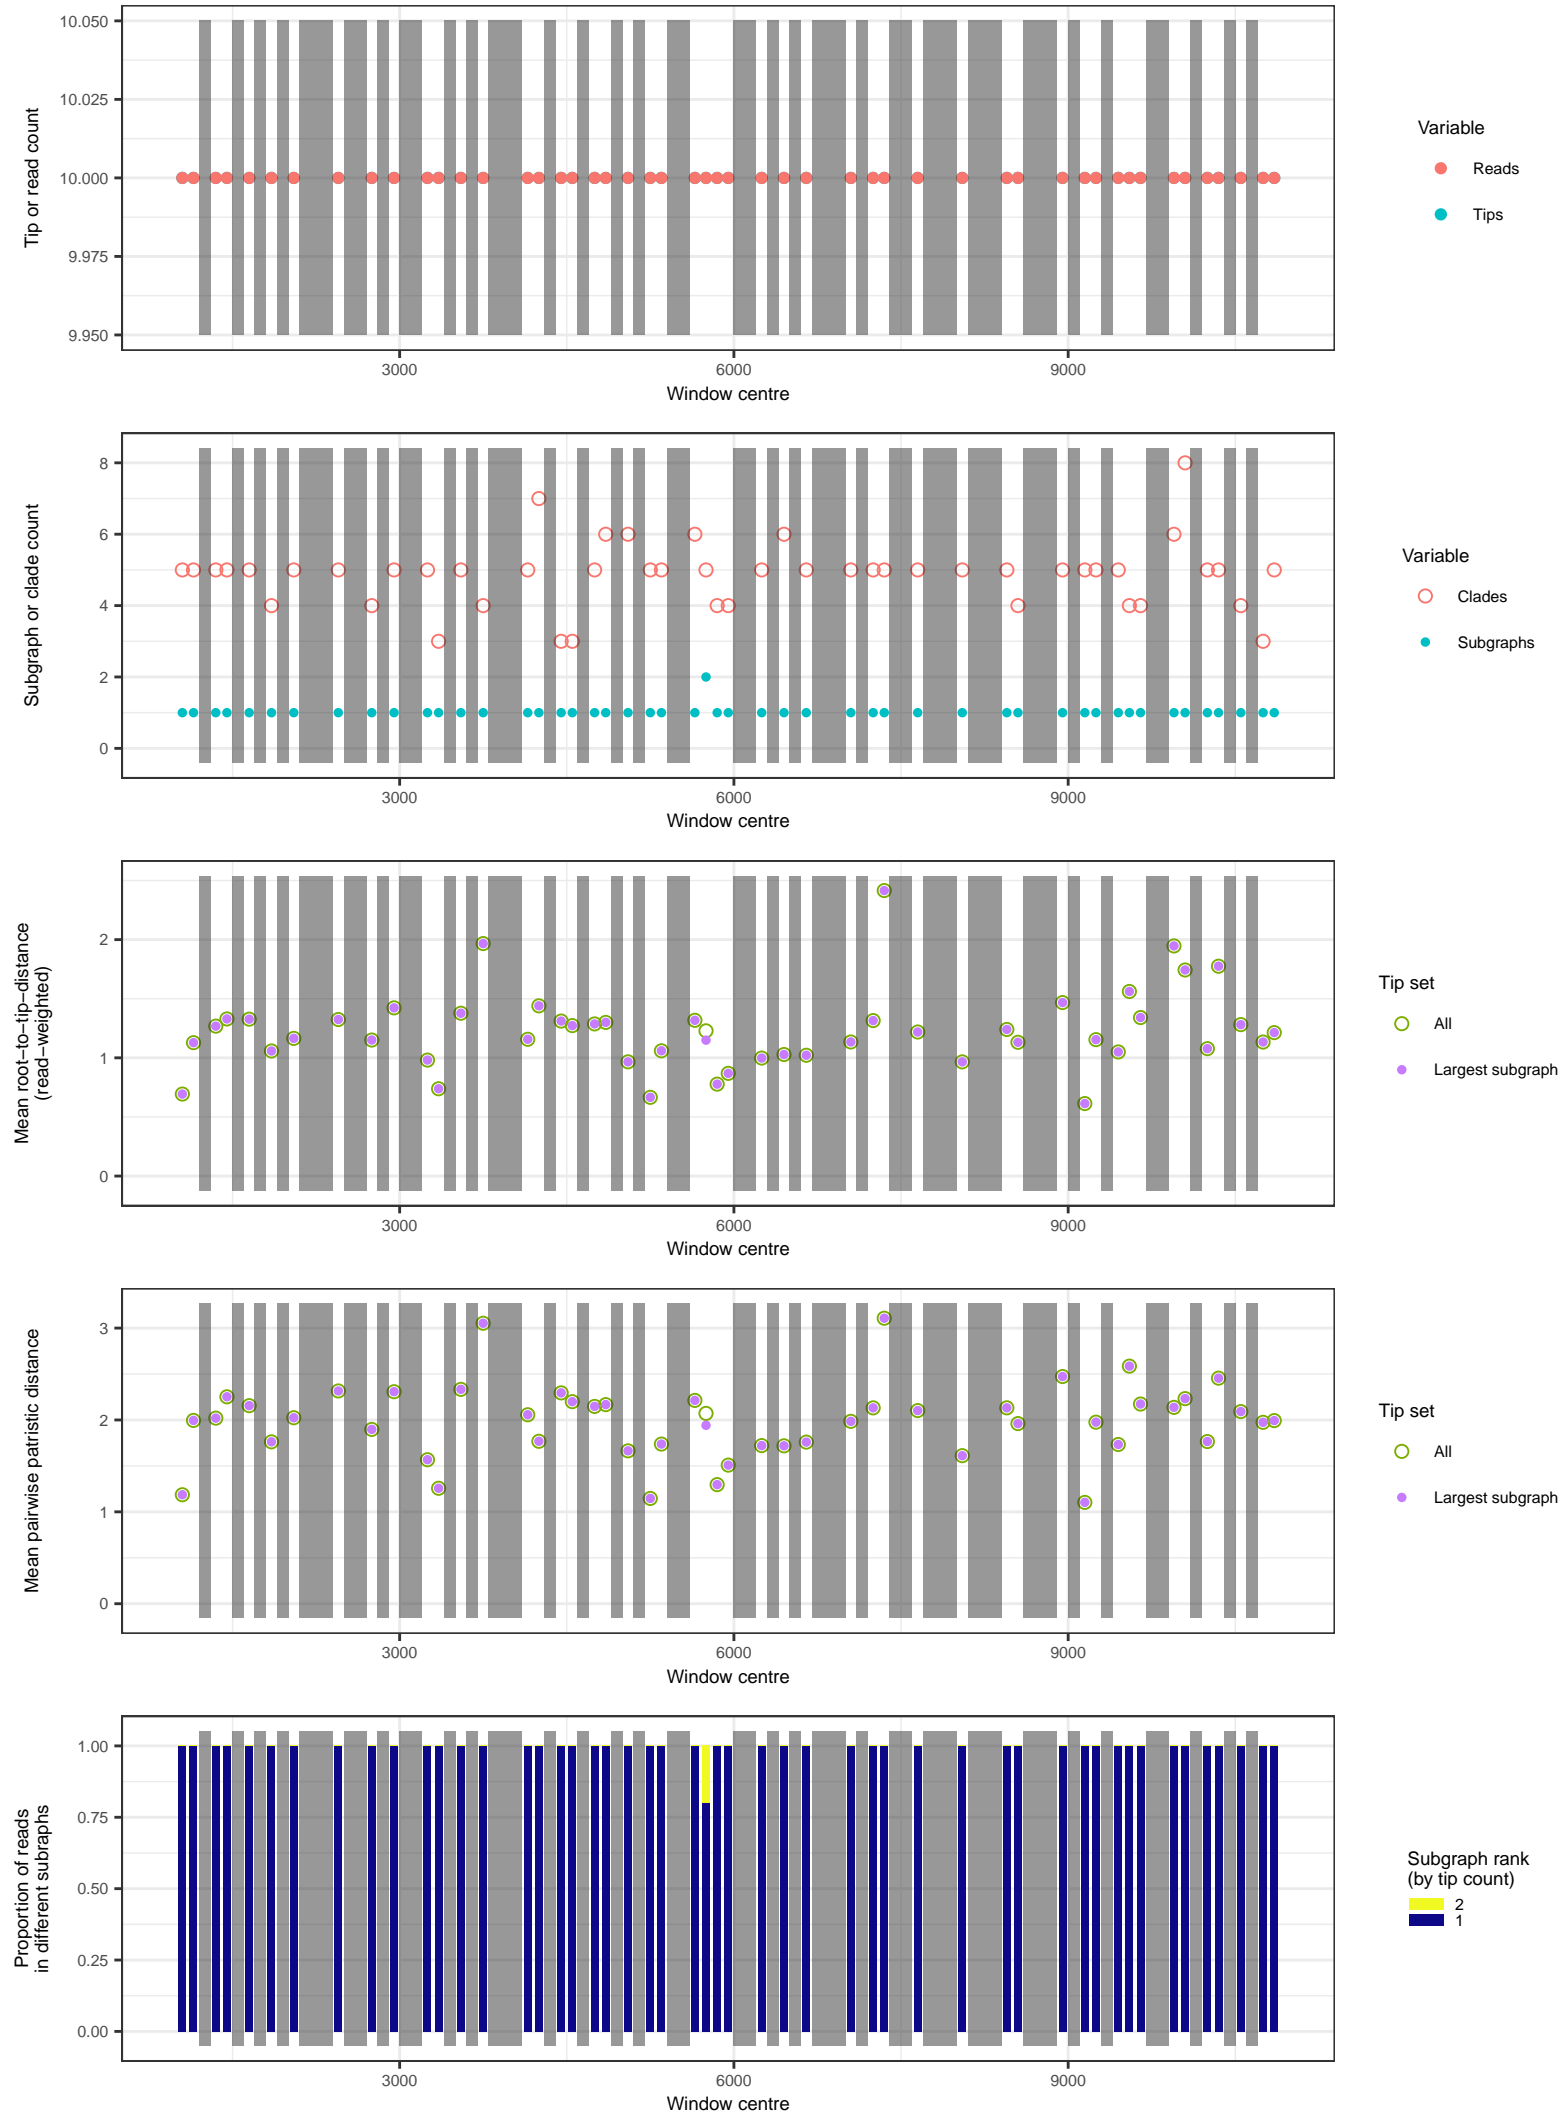 10.050
10.025
10.000
9.975
9.950
Tip or read count
3000
6000
9000
Window centre
Variable
Reads
Tips
8
6
4
2
0
Subgraph or clade count
3000
6000
9000
Window centre
Variable
Clades
Subgraphs
2
1
0
Mean root−to−tip−distance
(read−weighted)
3000
6000
9000
Window centre
Tip set
All
Largest subgraph
3
2
1
0
Mean pairwise patristic distance
3000
6000
9000
Window centre
Tip set
All
Largest subgraph
1.00
0.75
0.50
0.25
0.00
Proportion of reads
in different subraphs
3000
6000
9000
Window centre
Subgraph rank
(by tip count)
2
1